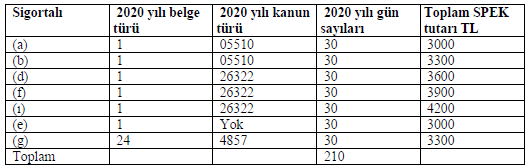 Sigortalı 2020 yılı belge türü 2020 yılı kanun türü 2020 yılı gün sayıları Toplam SPEK tutarı TL
(a) 1 05510 30 3000
(b) 1 05510 30 3300
(d) 1 26322 30 3600
(f) 1 26322 30 3900
(ı) 1 26322 30 4200
(e) 1 Yok 30 3000
(g) 24 4857 30 3300
Toplam 210